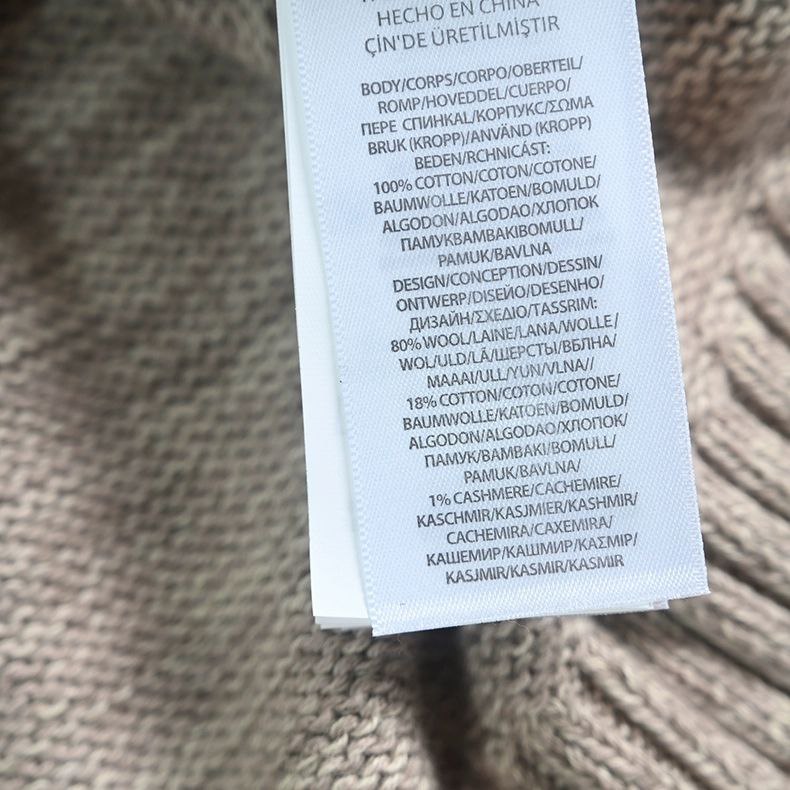 HECHO EN CHINA
ÇİN'DE ÜRETİLMİŞTİR
BODY/CORPS/CORPO/OBERTEIL/
ROMP/HOVEDDEL/CUERPO/
ПЕРЕ СПИНКАL/КОРПУКС/ΣΩΜΑ
BRUK (KROPP)/ANVÄND (KROPP)
BEDEN/RCHNICÁST:
100% COTTON/COTON/COTONE/
BAUMWOLLE/KATOEN/BOMULD/
ALGODON/ALGODAO/ХЛОПОК
ПАМУКВАМВАКІBOMULL/
PAMUK/BAVLNA
DESIGN/CONCEPTION/DESSIN/
ONTWERP/DISEÑO/DESENHO/
ДИЗАЙН/ΣΧΕΔΙΟ/TASSRIM:
80% WOOL/LAINE/LANA/WOLLE/
WOL/ULD/LÃ/ШЕРСТЫ/ВБЛНА/
MAAAI/ULL/YUN/VLNA//
18% COTTON/COTON/COTONE/
BAUMWOLLE/KATOEN/BOMULD/
ALGODON/ALGODAO/ХЛОПОК/
ПАМУК/BAMBAKI/BOMULL/
PAMUK/BAVLNA/
1% CASHMERE/CACHEMIRE/
KASCHMIR/KASJMIER/KASHMIR/
CACHEMIRA/CAXEMIRA/
КАШЕМИР/КАШМИР/ΚΑΣΜΙΡ/
KASJMIR/KASMIR/KASMIR